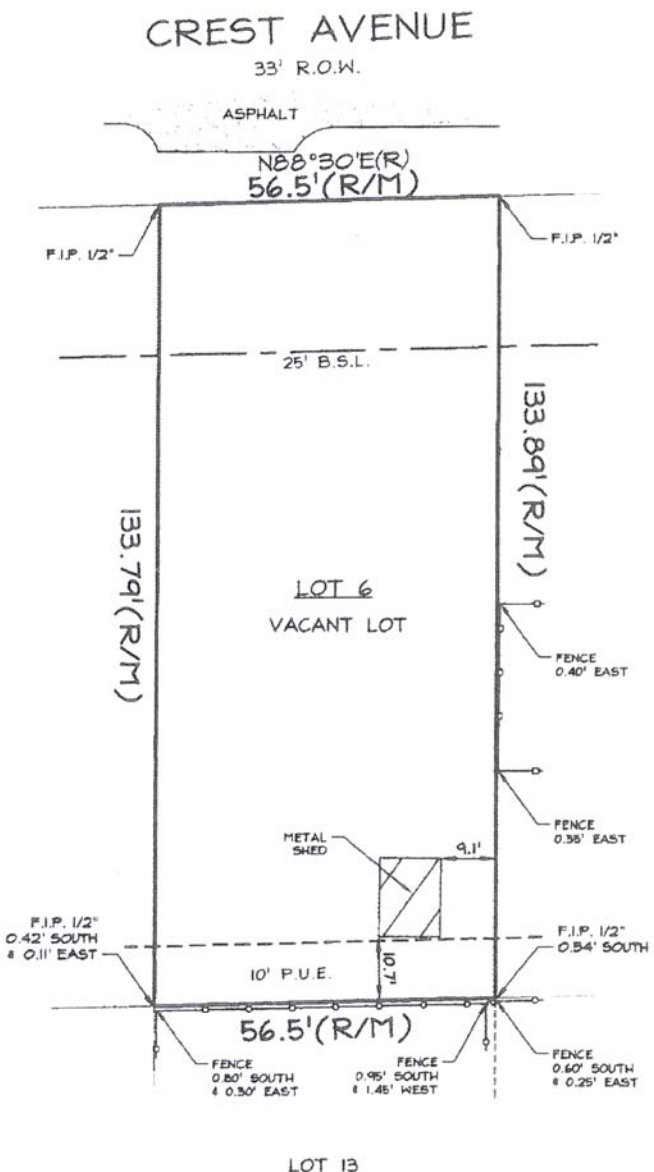 CREST AVENUE
33' R.O.W.
ASPHALT
N88°30'E(R)
56.5'(R/M)
F.I.P. 1/2"
F.I.P. 1/2"
25' B.S.L.
133.89'(R/M)
133.79'(R/M)
LOT 6
VACANT LOT
FENCE
0.40' EAST
METAL
SHED
9.1'
FENCE
0.35' EAST
F.I.P. 1/2"
0.42' SOUTH
& 0.11' EAST
F.I.P. 1/2"
0.54' SOUTH
10' P.U.E.
10.7'
56.5'(R/M)
FENCE
0.80' SOUTH
& 0.30' EAST
FENCE
0.95' SOUTH
& 1.45' WEST
FENCE
0.60' SOUTH
& 0.25' EAST
LOT 13